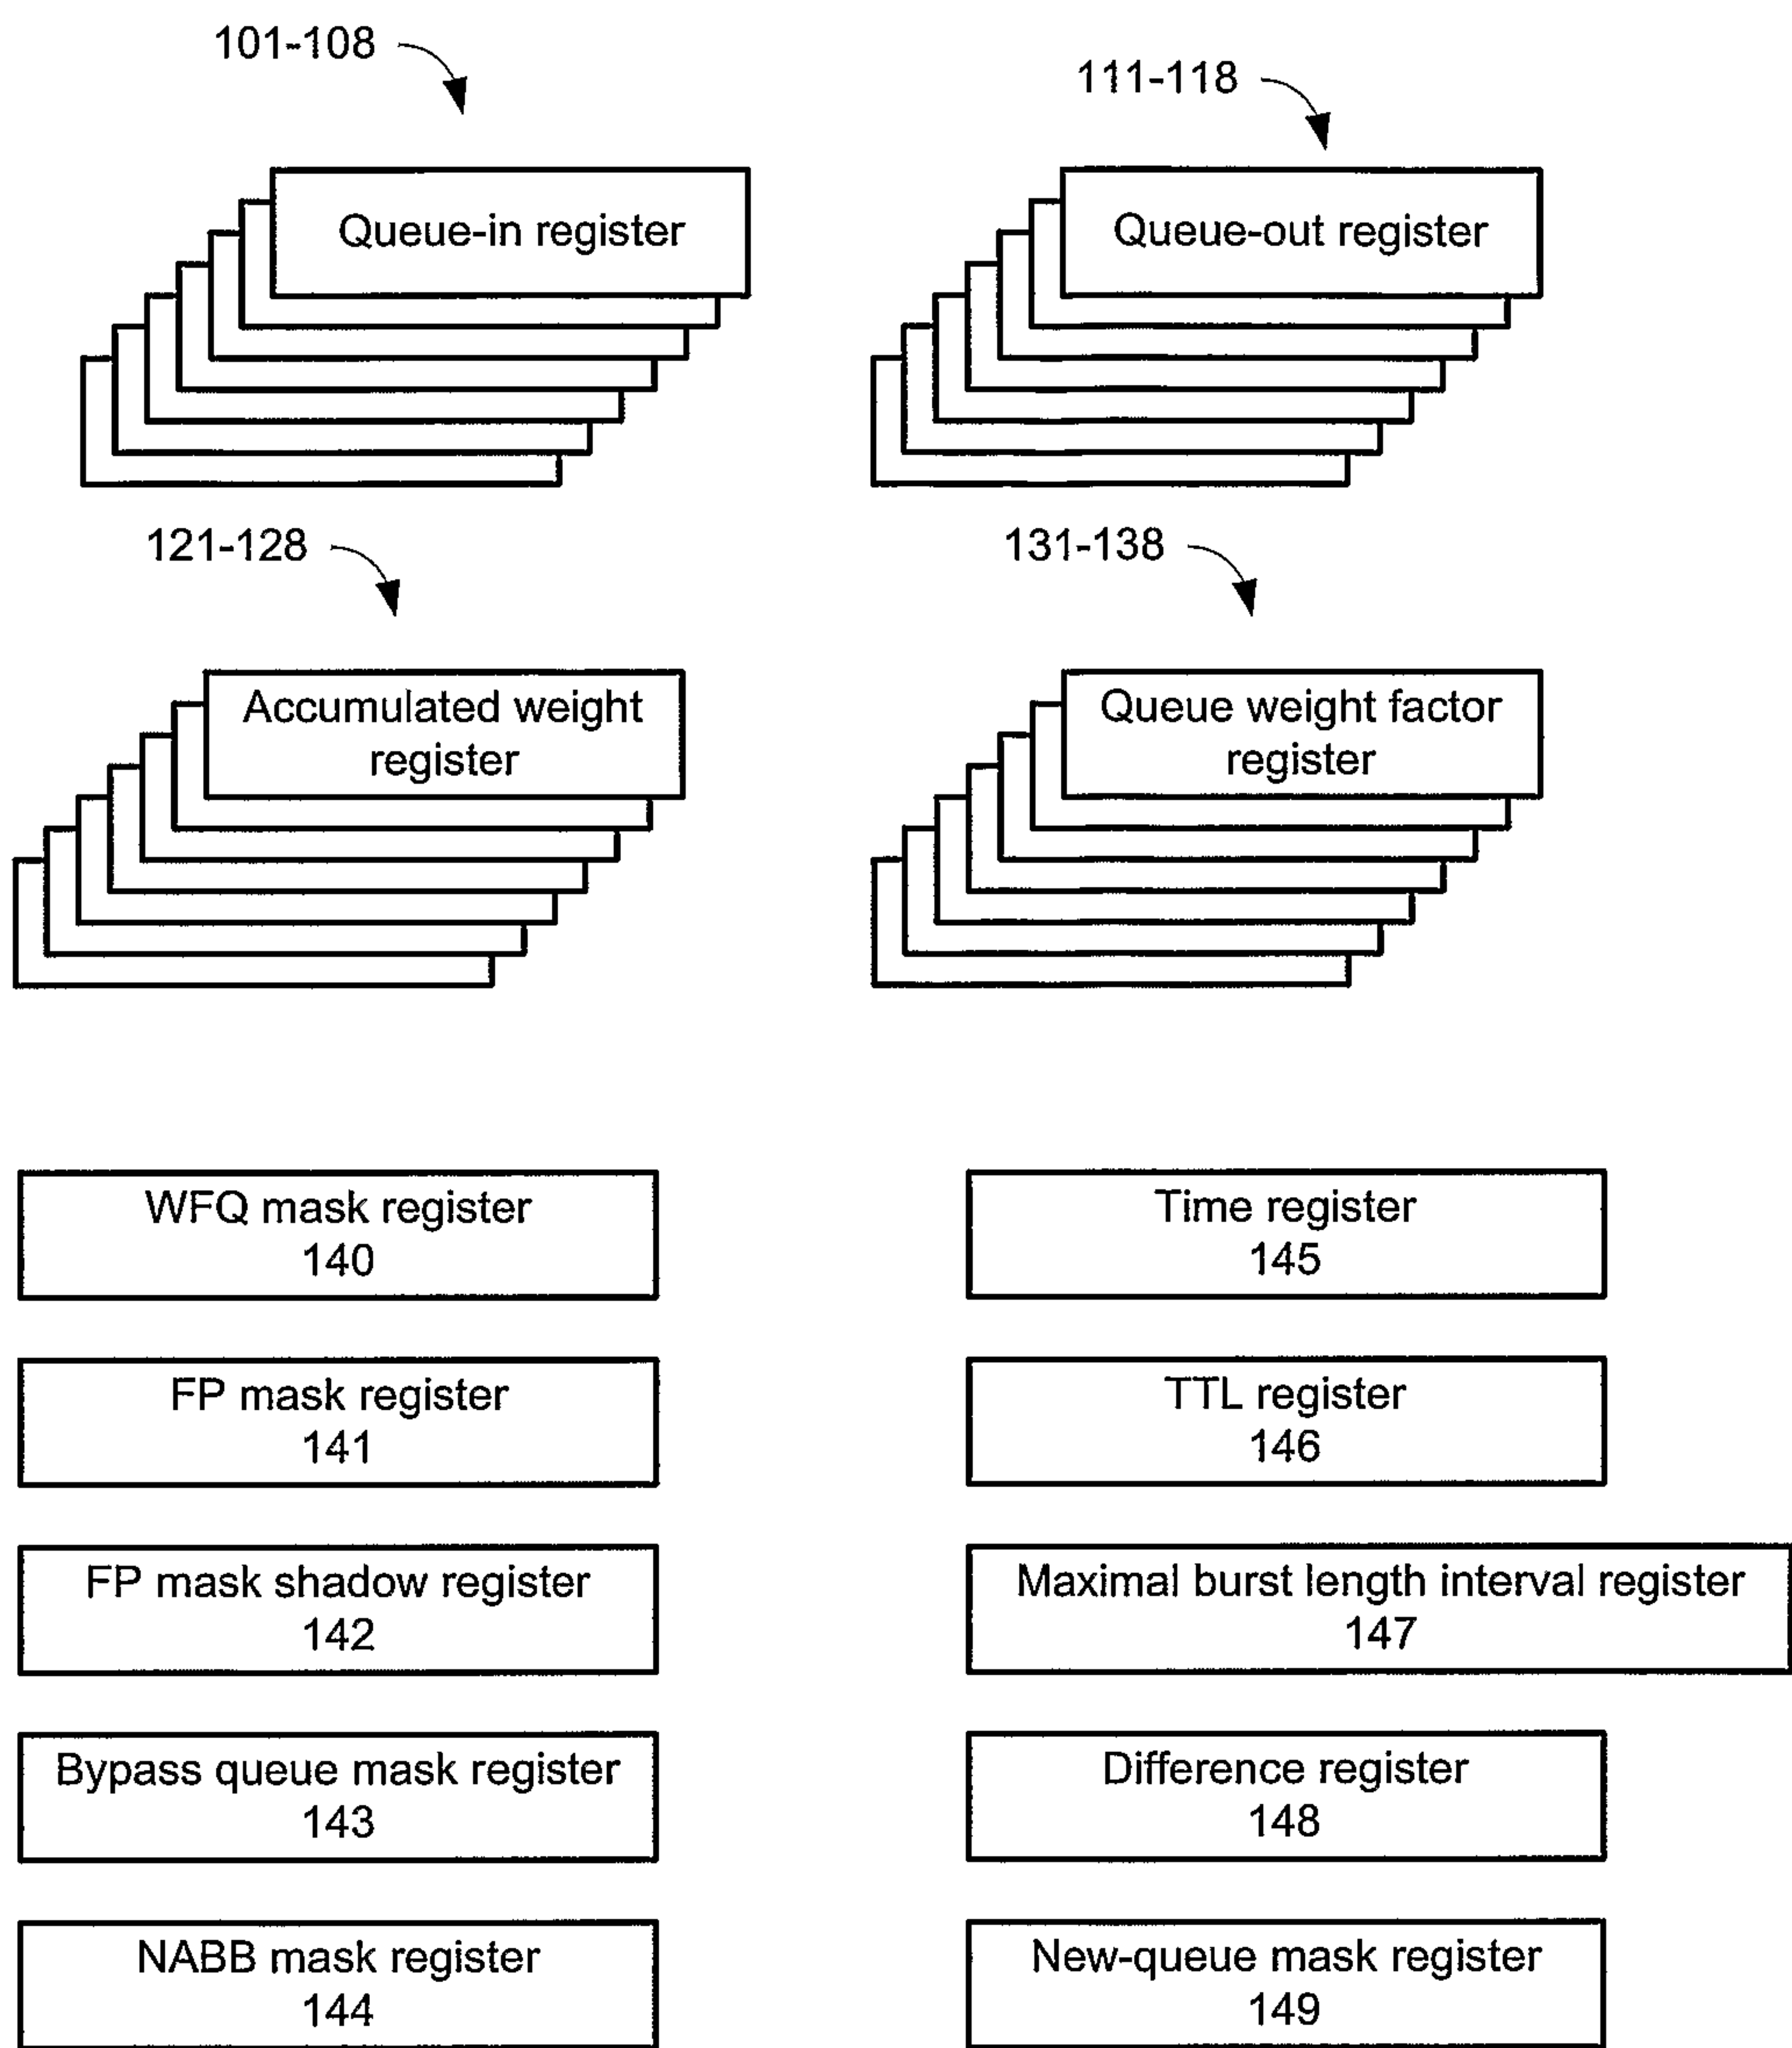 101-108
111-118
Queue-in register
Queue-out register
121-128
131-138
Accumulated weight
register
Queue weight factor
register
WFQ mask register
140
Time register
145
FP mask register
141
TTL register
146
FP mask shadow register
142
Maximal burst length interval register
147
Bypass queue mask register
143
Difference register
148
NABB mask register
144
New-queue mask register
149